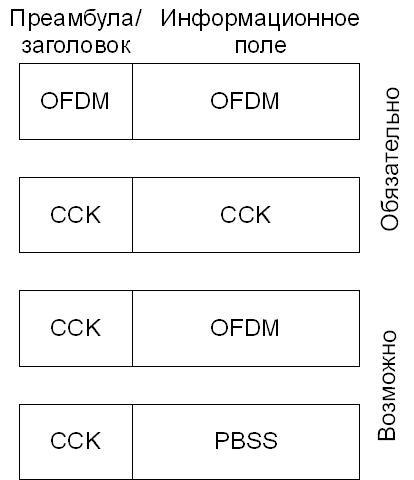 Преамбула/ Информационное
заголовок поле
OFDM OFDM
CCK CCK
Обязательно
CCK OFDM
CCK PBSS
Возможно